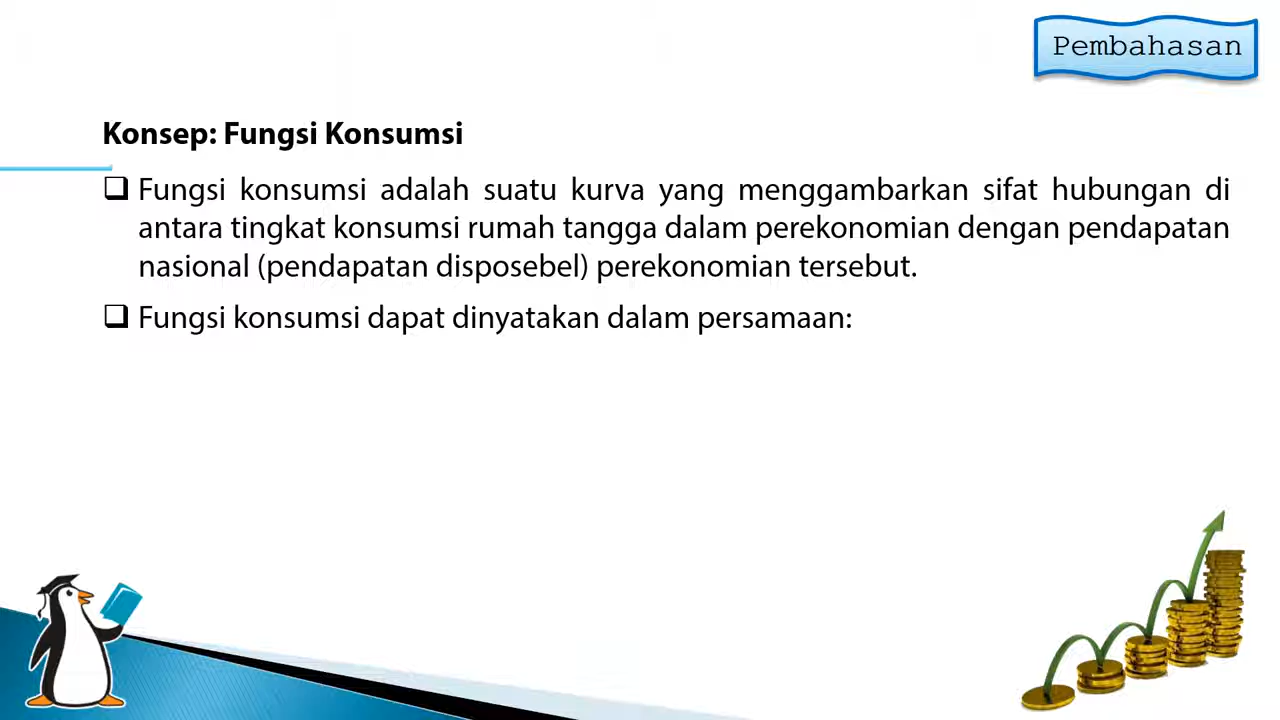 Pembahasan
Konsep: Fungsi Konsumsi
❑ Fungsi konsumsi adalah suatu kurva yang menggambarkan sifat hubungan di
antara tingkat konsumsi rumah tangga dalam perekonomian dengan pendapatan
nasional (pendapatan disposebel) perekonomian tersebut.
❑ Fungsi konsumsi dapat dinyatakan dalam persamaan: